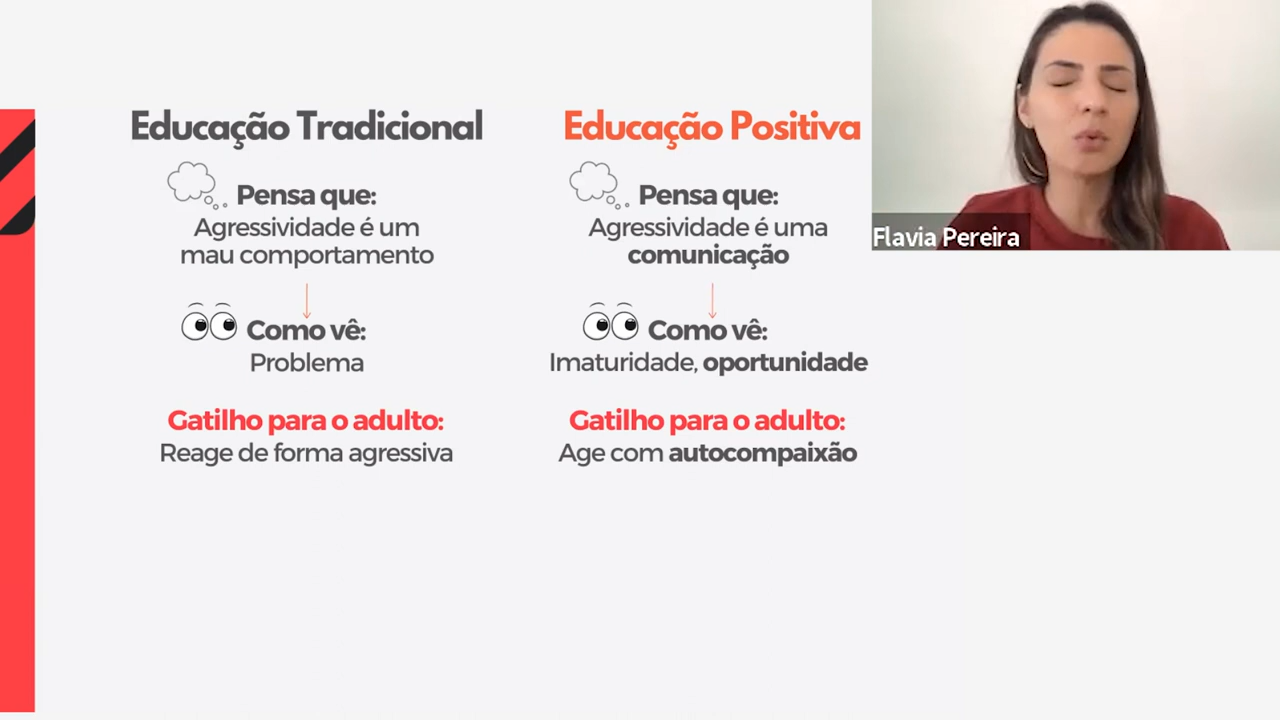 Educação Tradicional
Pensa que:
Agressividade é um
mau comportamento
Como vê:
Problema
Gatilho para o adulto:
Reage de forma agressiva
Educação Positiva
Pensa que:
Agressividade é uma
comunicação
Como vê:
Imaturidade, oportunidade
Gatilho para o adulto:
Age com autocompaixão
Flavia Pereira